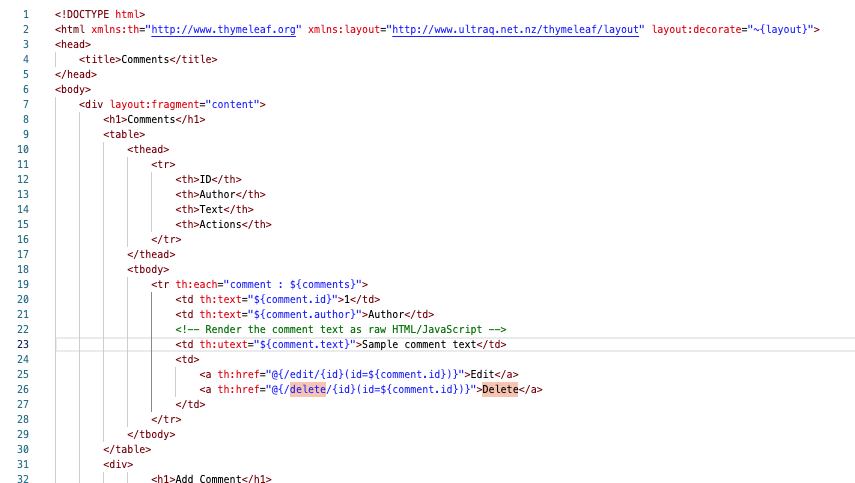 1 <!DOCTYPE html>
2 <html xmlns:th="http://www.thymeleaf.org" xmlns:layout="http://www.ultraq.net.nz/thymeleaf/layout" layout:decorate="~{layout}">
3 <head>
4     <title>Comments</title>
5 </head>
6 <body>
7     <div layout:fragment="content">
8         <h1>Comments</h1>
9         <table>
10             <thead>
11                 <tr>
12                     <th>ID</th>
13                     <th>Author</th>
14                     <th>Text</th>
15                     <th>Actions</th>
16                 </tr>
17             </thead>
18             <tbody>
19                 <tr th:each="comment : ${comments}">
20                     <td th:text="${comment.id}">1</td>
21                     <td th:text="${comment.author}">Author</td>
22                     <!-- Render the comment text as raw HTML/JavaScript -->
23                     <td th:utext="${comment.text}">Sample comment text</td>
24                     <td>
25                         <a th:href="@{/edit/{id}(id=${comment.id})}">Edit</a>
26                         <a th:href="@{/delete/{id}(id=${comment.id})}">Delete</a>
27                     </td>
28                 </tr>
29             </tbody>
30         </table>
31         <div>
32                 <h1>Add Comment</h1>